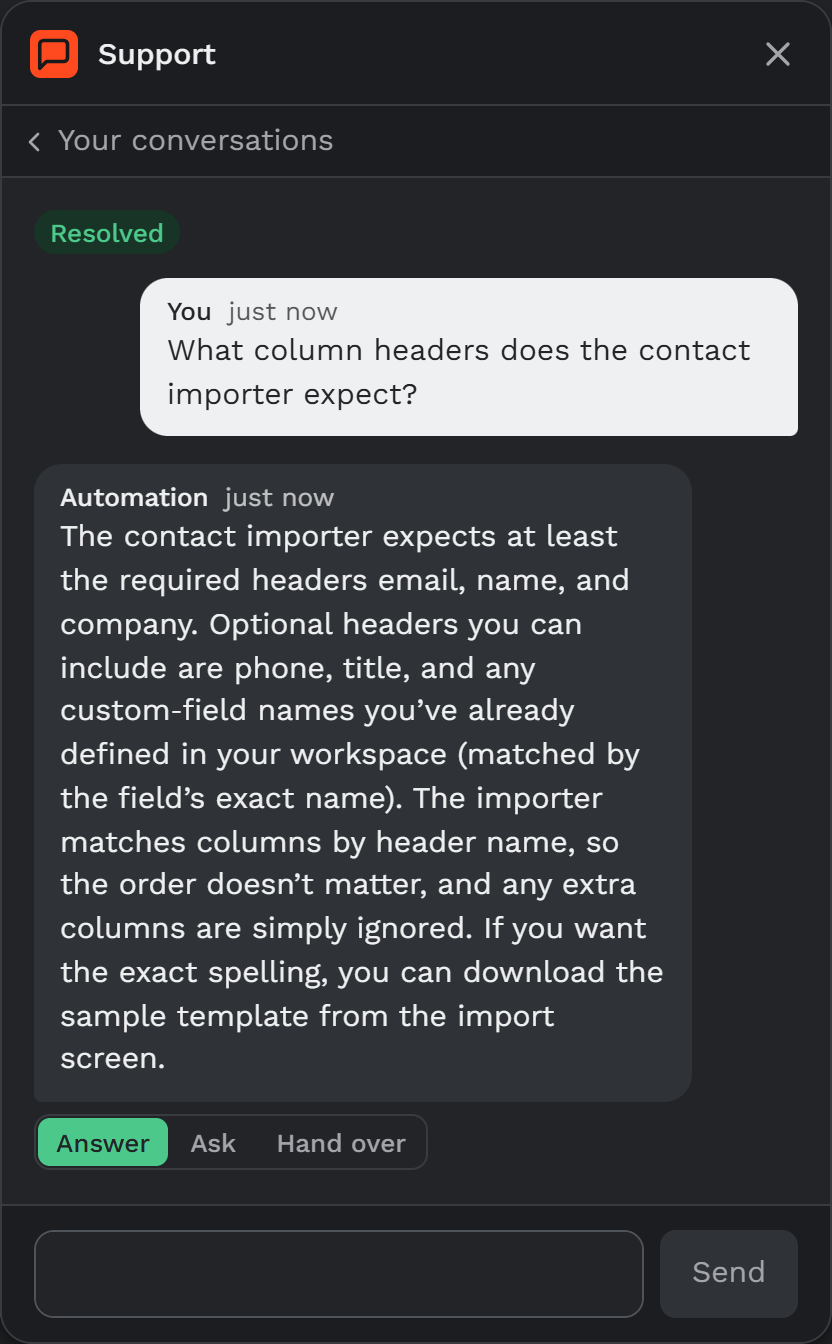 Support
Your conversations
Resolved
You just now
What column headers does the contact
importer expect?
Automation just now
The contact importer expects at least
the required headers email, name, and
company. Optional headers you can
include are phone, title, and any
custom-field names you’ve already
defined in your workspace (matched by
the field’s exact name). The importer
matches columns by header name, so
the order doesn’t matter, and any extra
columns are simply ignored. If you want
the exact spelling, you can download the
sample template from the import
screen.
Answer Ask Hand over
Send